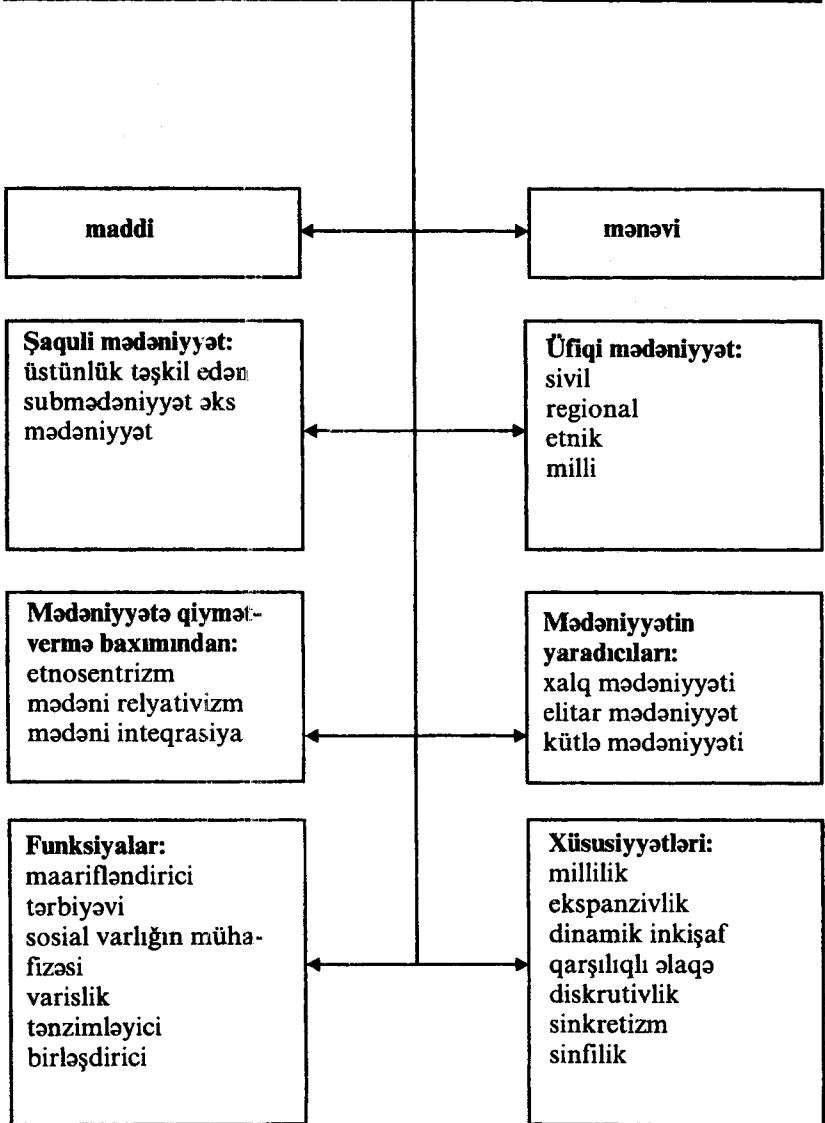 maddi
mənəvi
Şaquli mədəniyyət:
üstünlük təşkil edən
submədəniyyət əks
mədəniyyət
Üfiqi mədəniyyət:
sivil
regional
etnik
milli
Mədəniyyətə qiymət-
vermə baxımından:
etnosentrizm
mədəni relyativizm
mədəni inteqrasiya
Mədəniyyətin
yaradıcıları:
xalq mədəniyyəti
elitar mədəniyyət
kütlə mədəniyyəti
Funksiyalar:
maarifləndirici
tərbiyəvi
sosial varlığın müha-
fizəsi
varislik
tənzimləyici
birləşdirici
Xüsusiyyətləri:
millilik
ekspanzivlik
dinamik inkişaf
qarşılıqlı əlaqə
diskrutivlik
sinkretizm
sinfilik